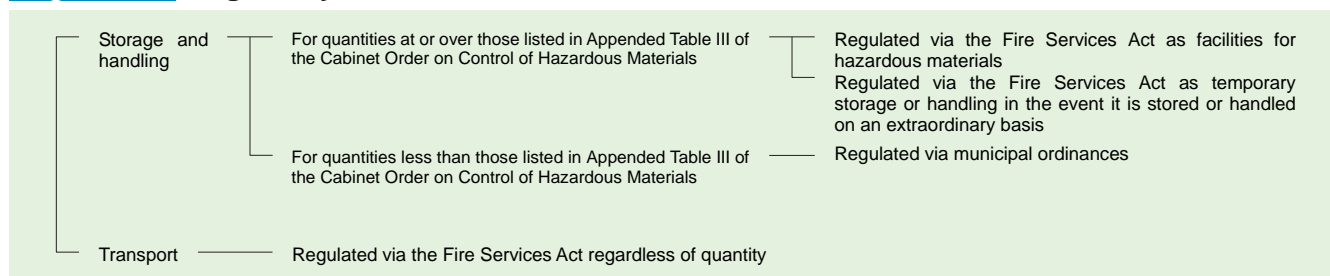 Storage and
handling
For quantities at or over those listed in Appended Table III of
the Cabinet Order on Control of Hazardous Materials
Regulated via the Fire Services Act as facilities for
hazardous materials
Regulated via the Fire Services Act as temporary
storage or handling in the event it is stored or handled
on an extraordinary basis
For quantities less than those listed in Appended Table III of
the Cabinet Order on Control of Hazardous Materials
Regulated via municipal ordinances
Transport
Regulated via the Fire Services Act regardless of quantity